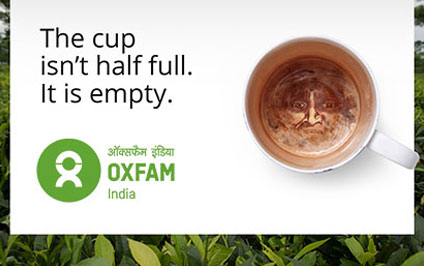 The cup
isn’t half full.
It is empty.
ऑक्सफैम इंडिया
OXFAM
India